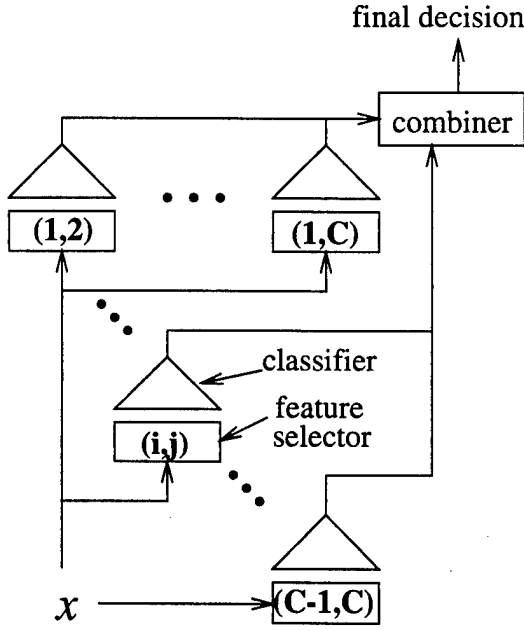 final decision
combiner
(1,2)
(1,C)
classifier
feature
selector
(i,j)
x
(C-1,C)